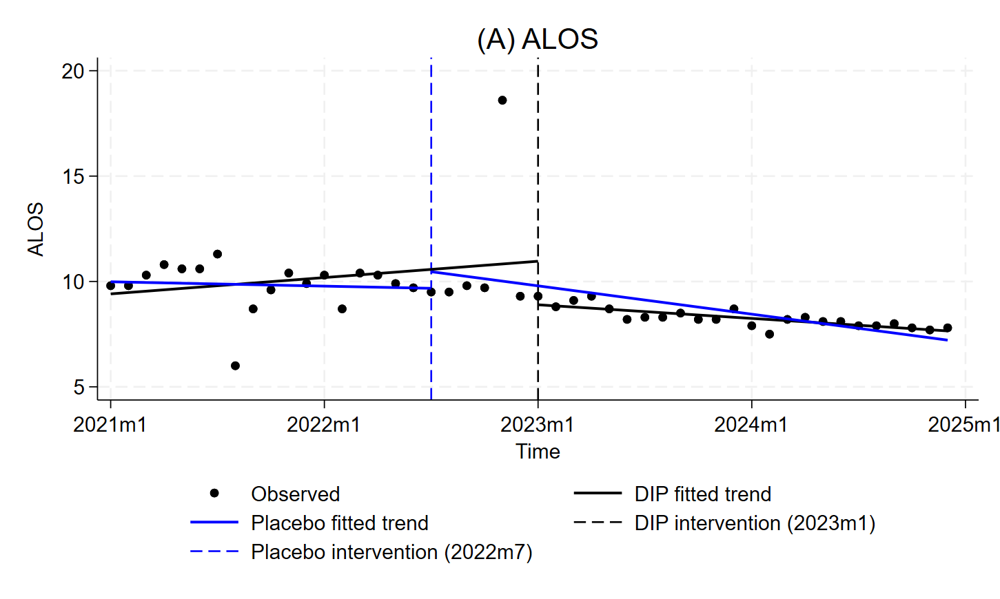 (A) ALOS
20
15
10
5
ALOS
2021m1 2022m1 2023m1 2024m1 2025m1
Time
Observed DIP fitted trend
Placebo fitted trend DIP intervention (2023m1)
Placebo intervention (2022m7)